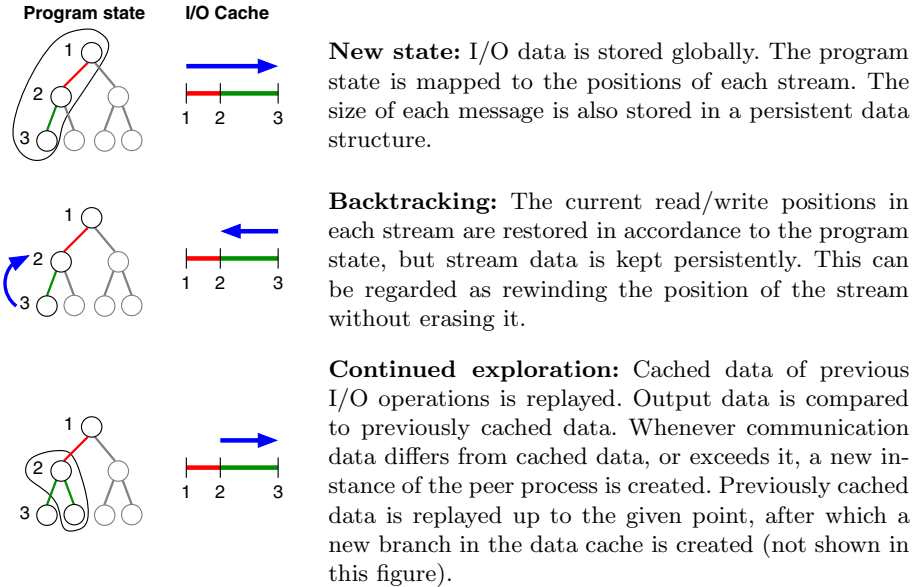 Program state
I/O Cache
1
2
3
1 2 3
New state: I/O data is stored globally. The program
state is mapped to the positions of each stream. The
size of each message is also stored in a persistent data
structure.
1
2
3
1 2 3
Backtracking: The current read/write positions in
each stream are restored in accordance to the program
state, but stream data is kept persistently. This can
be regarded as rewinding the position of the stream
without erasing it.
1
2
3
1 2 3
Continued exploration: Cached data of previous
I/O operations is replayed. Output data is compared
to previously cached data. Whenever communication
data differs from cached data, or exceeds it, a new in-
stance of the peer process is created. Previously cached
data is replayed up to the given point, after which a
new branch in the data cache is created (not shown in
this figure).